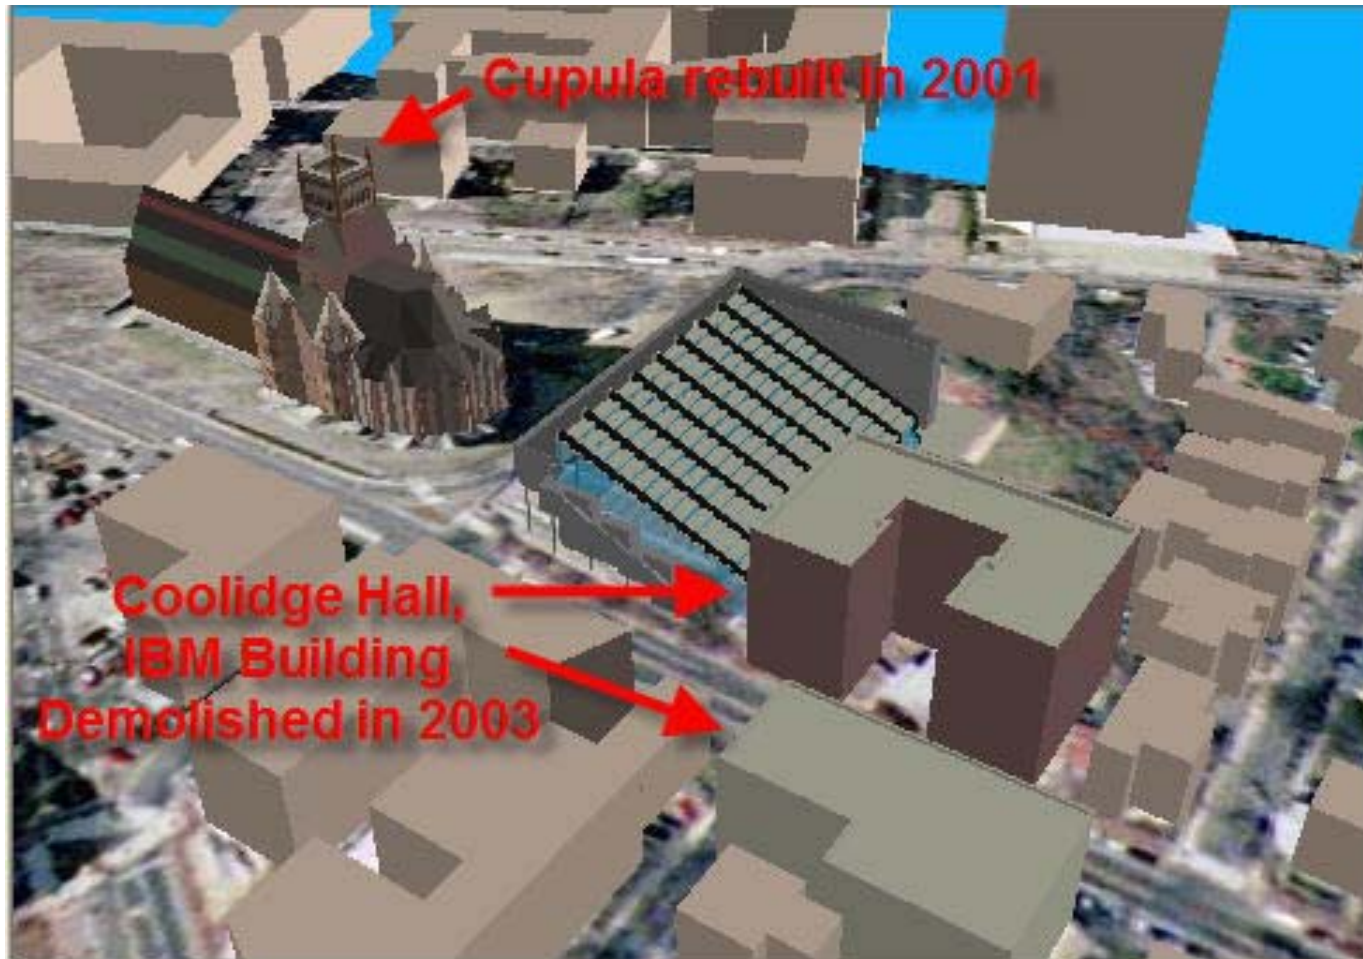 Cupula rebuilt in 2001
Coolidge Hall,
IBM Building
Demolished in 2003